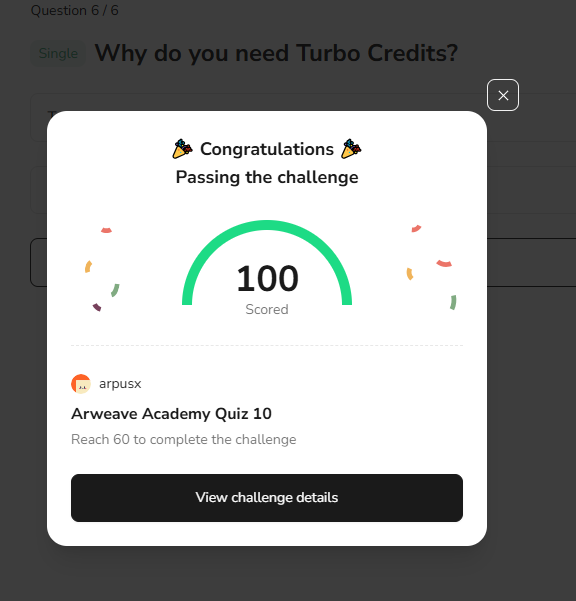 Question 6 / 6
Single Why do you need Turbo Credits?
Congratulations
Passing the challenge
100
Scored
arpusx
Arweave Academy Quiz 10
Reach 60 to complete the challenge
View challenge details